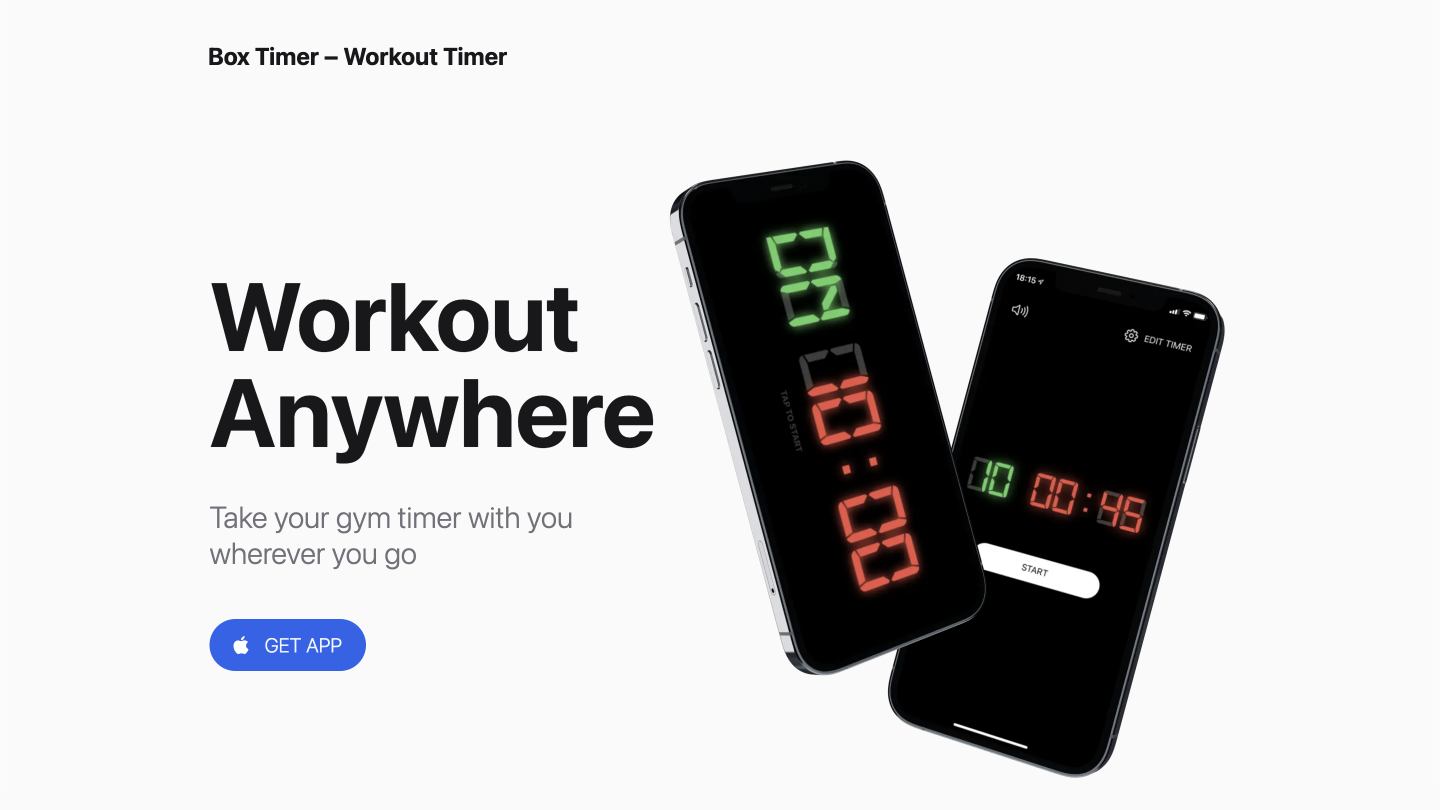 Box Timer – Workout Timer
Workout
Anywhere
Take your gym timer with you
wherever you go
GET APP
10:00
TAP TO START
18:15
EDIT TIMER
10 00:45
START